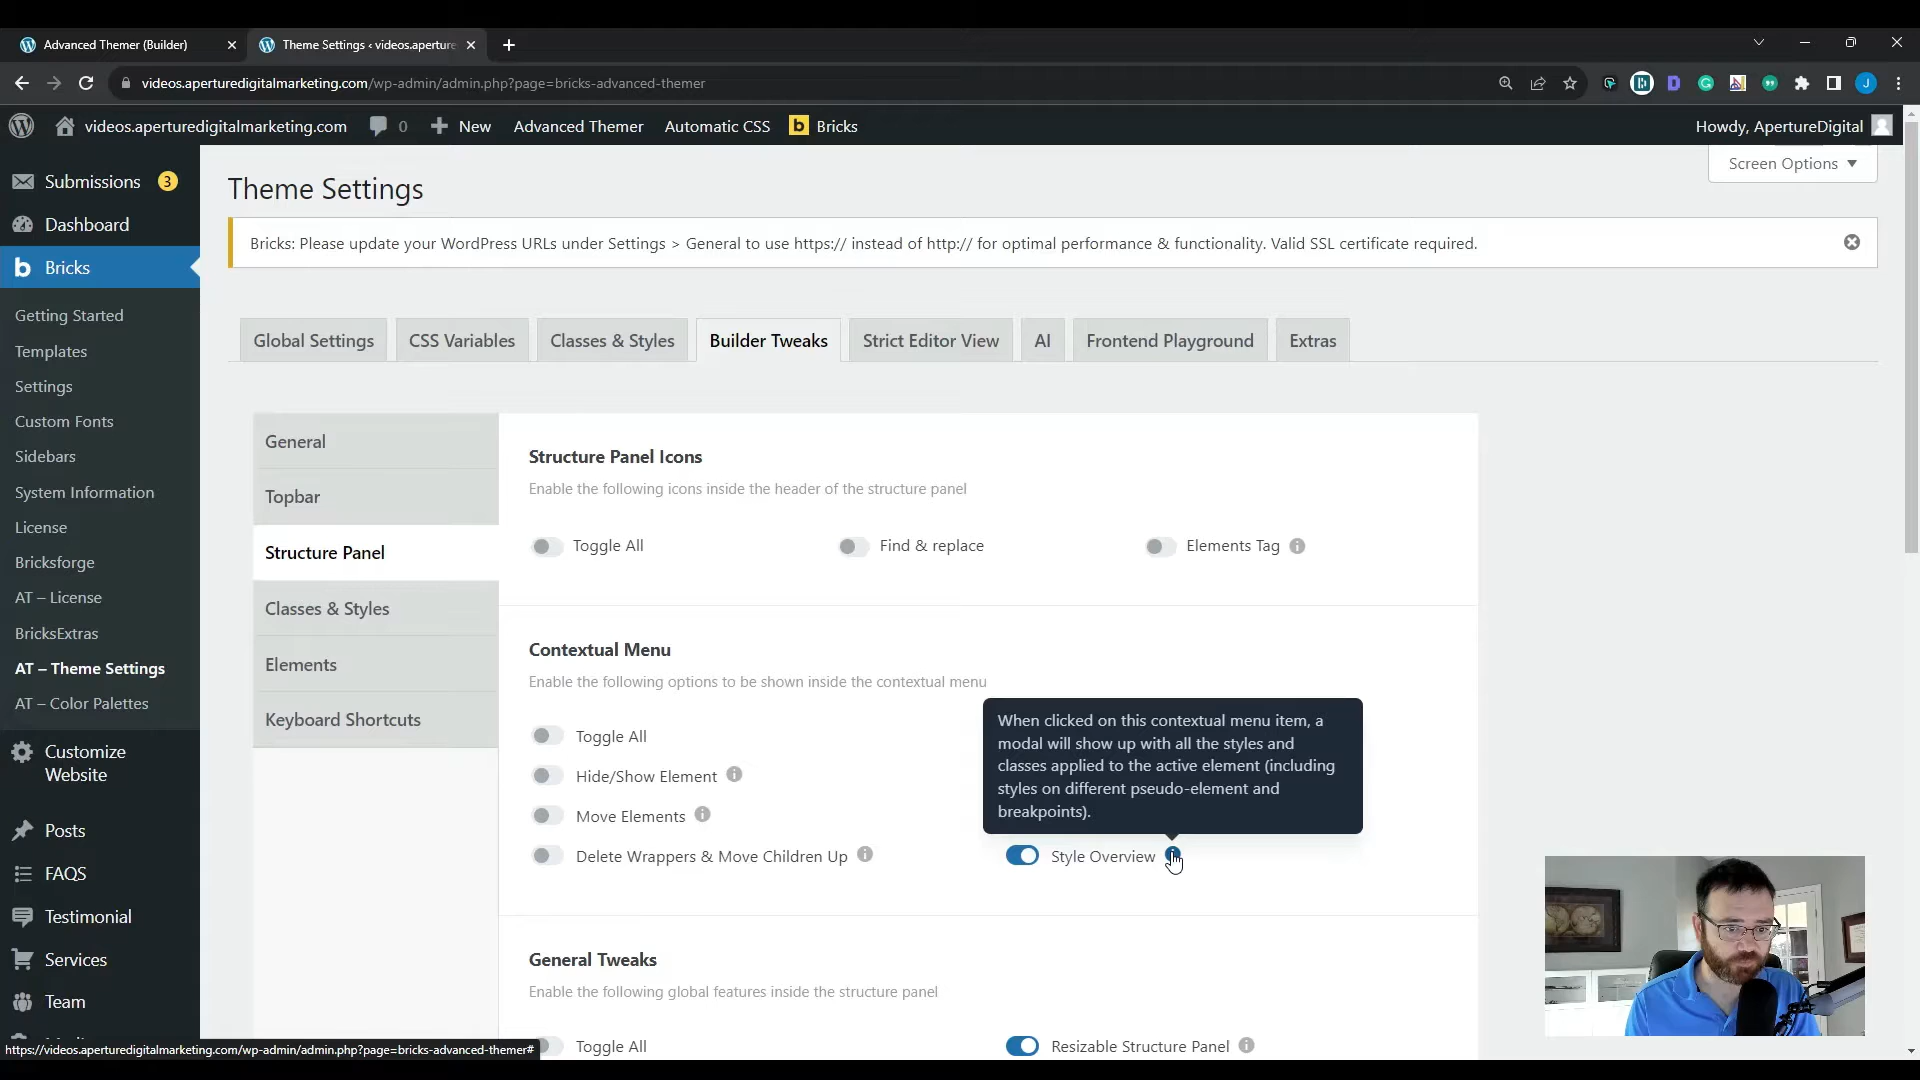 Advanced Themer (Builder)
Theme Settings ‹ videos.aperture
videos.aperturedigitalmarketing.com/wp-admin/admin.php?page=bricks-advanced-themer
videos.aperturedigitalmarketing.com
0
New
Advanced Themer
Automatic CSS
b Bricks
Howdy, ApertureDigital
Submissions 3
Dashboard
b Bricks
Getting Started
Templates
Settings
Custom Fonts
Sidebars
System Information
License
Bricksforge
AT – License
BricksExtras
AT – Theme Settings
AT – Color Palettes
Customize
Website
Posts
FAQS
Testimonial
Services
Team
https://videos.aperturedigitalmarketing.com/wp-admin/admin.php?page=bricks-advanced-themer#
Screen Options
Theme Settings
Bricks: Please update your WordPress URLs under Settings > General to use https:// instead of http:// for optimal performance & functionality. Valid SSL certificate required.
Global Settings
CSS Variables
Classes & Styles
Builder Tweaks
Strict Editor View
AI
Frontend Playground
Extras
General
Topbar
Structure Panel
Classes & Styles
Elements
Keyboard Shortcuts
Structure Panel Icons
Enable the following icons inside the header of the structure panel
Toggle All
Find & replace
Elements Tag
Contextual Menu
Enable the following options to be shown inside the contextual menu
Toggle All
Hide/Show Element
Move Elements
Delete Wrappers & Move Children Up
When clicked on this contextual menu item, a
modal will show up with all the styles and
classes applied to the active element (including
styles on different pseudo-element and
breakpoints).
Style Overview
General Tweaks
Enable the following global features inside the structure panel
Toggle All
Resizable Structure Panel